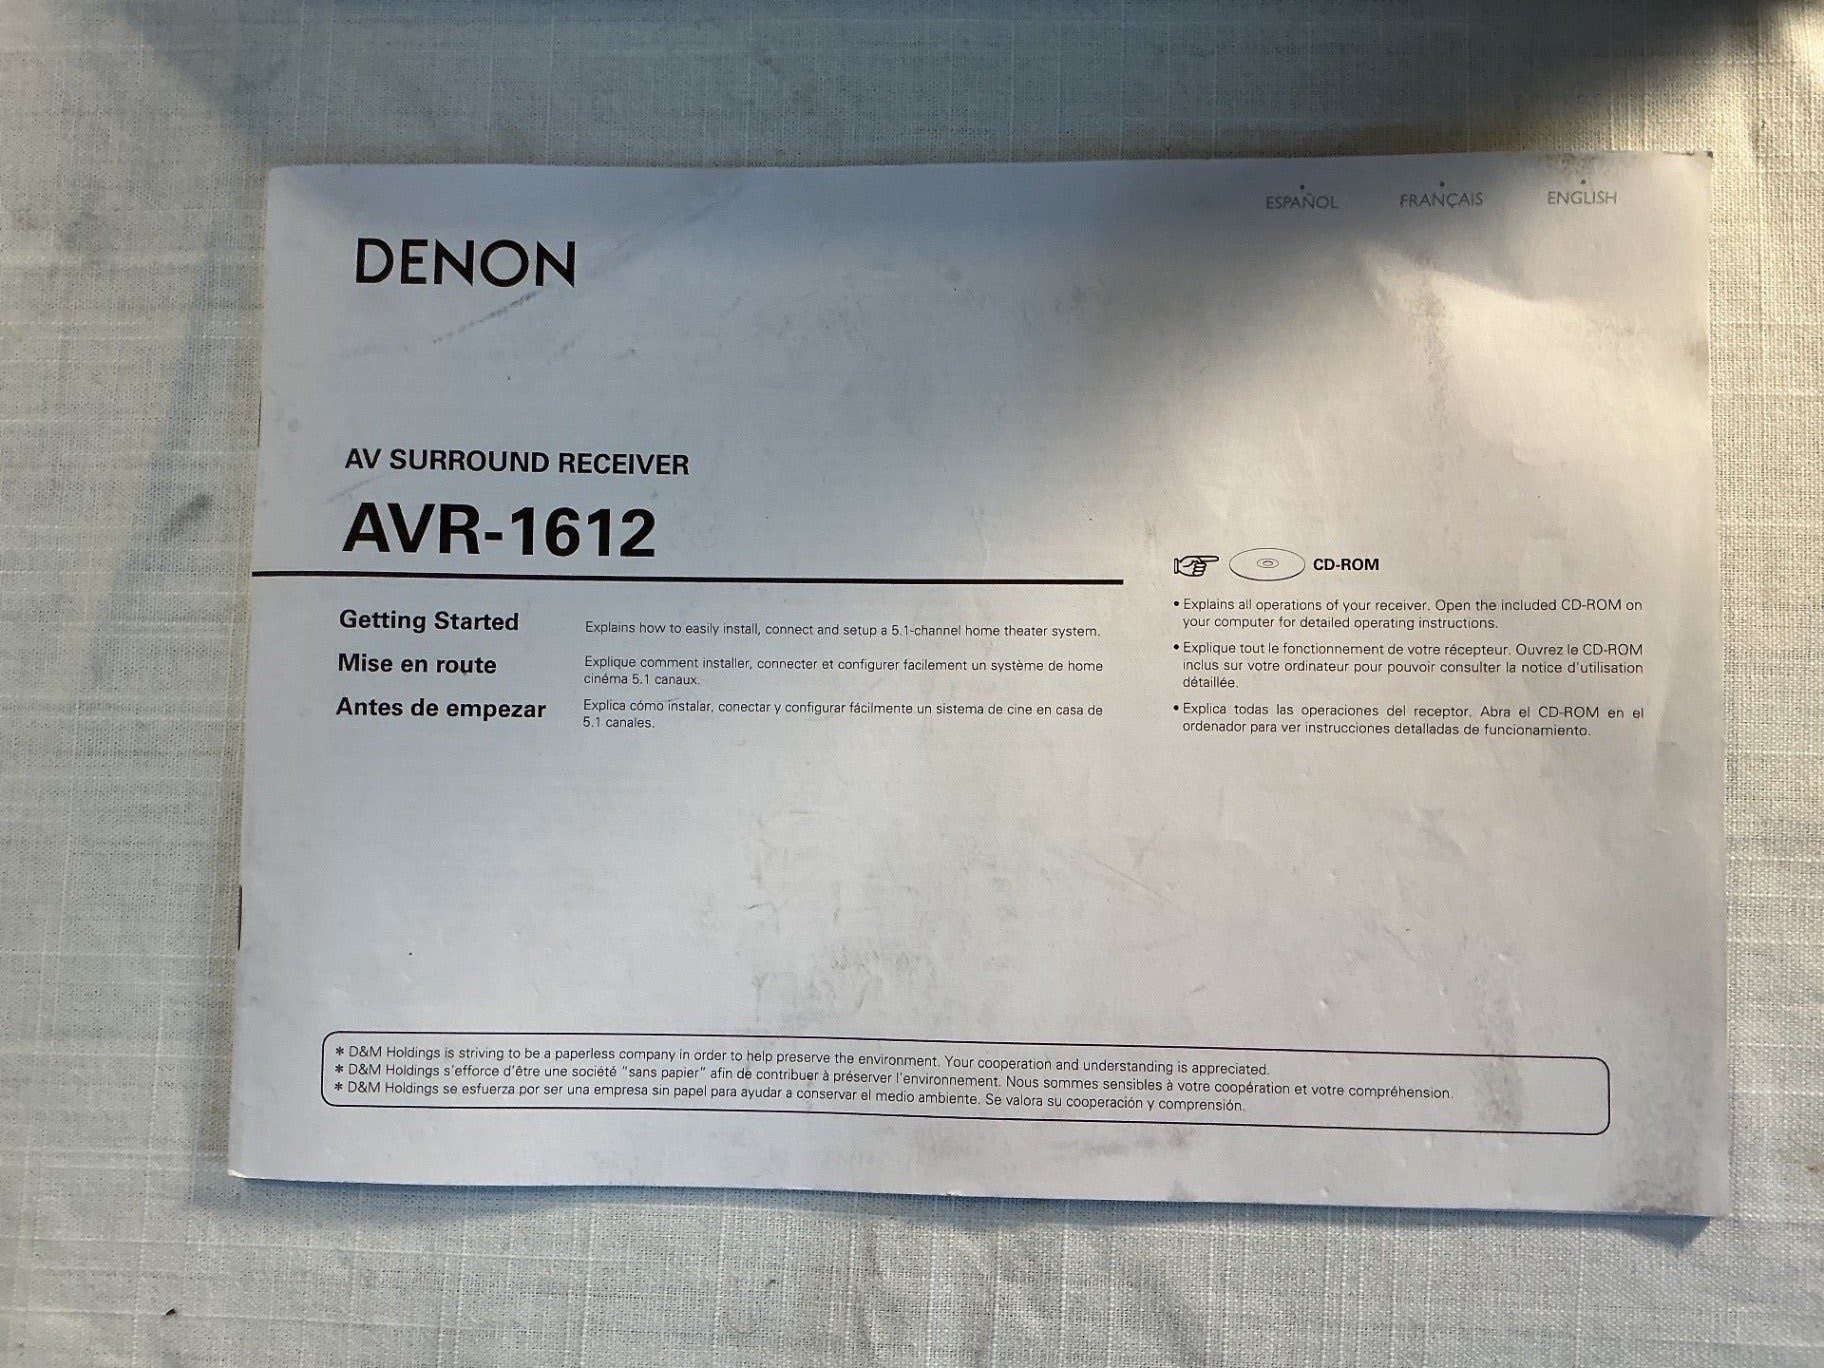 ESPAÑOL FRANÇAIS ENGLISH
DENON
AV SURROUND RECEIVER
AVR-1612
Getting Started
Explains how to easily install, connect and setup a 5.1-channel home theater system.
Mise en route
Explique comment installer, connecter et configurer facilement un système de home
cinéma 5.1 canaux.
Antes de empezar
Explica cómo instalar, conectar y configurar fácilmente un sistema de cine en casa de
5.1 canales.
CD-ROM
• Explains all operations of your receiver. Open the included CD-ROM on
your computer for detailed operating instructions.
• Explique tout le fonctionnement de votre récepteur. Ouvrez le CD-ROM
inclus sur votre ordinateur pour pouvoir consulter la notice d'utilisation
détaillée.
• Explica todas las operaciones del receptor. Abra el CD-ROM en el
ordenador para ver instrucciones detalladas de funcionamiento.
* D&M Holdings is striving to be a paperless company in order to help preserve the environment. Your cooperation and understanding is appreciated.
* D&M Holdings s'efforce d'être une société "sans papier" afin de contribuer à préserver l'environnement. Nous sommes sensibles à votre coopération et votre compréhension.
* D&M Holdings se esfuerza por ser una empresa sin papel para ayudar a conservar el medio ambiente. Se valora su cooperación y comprensión.